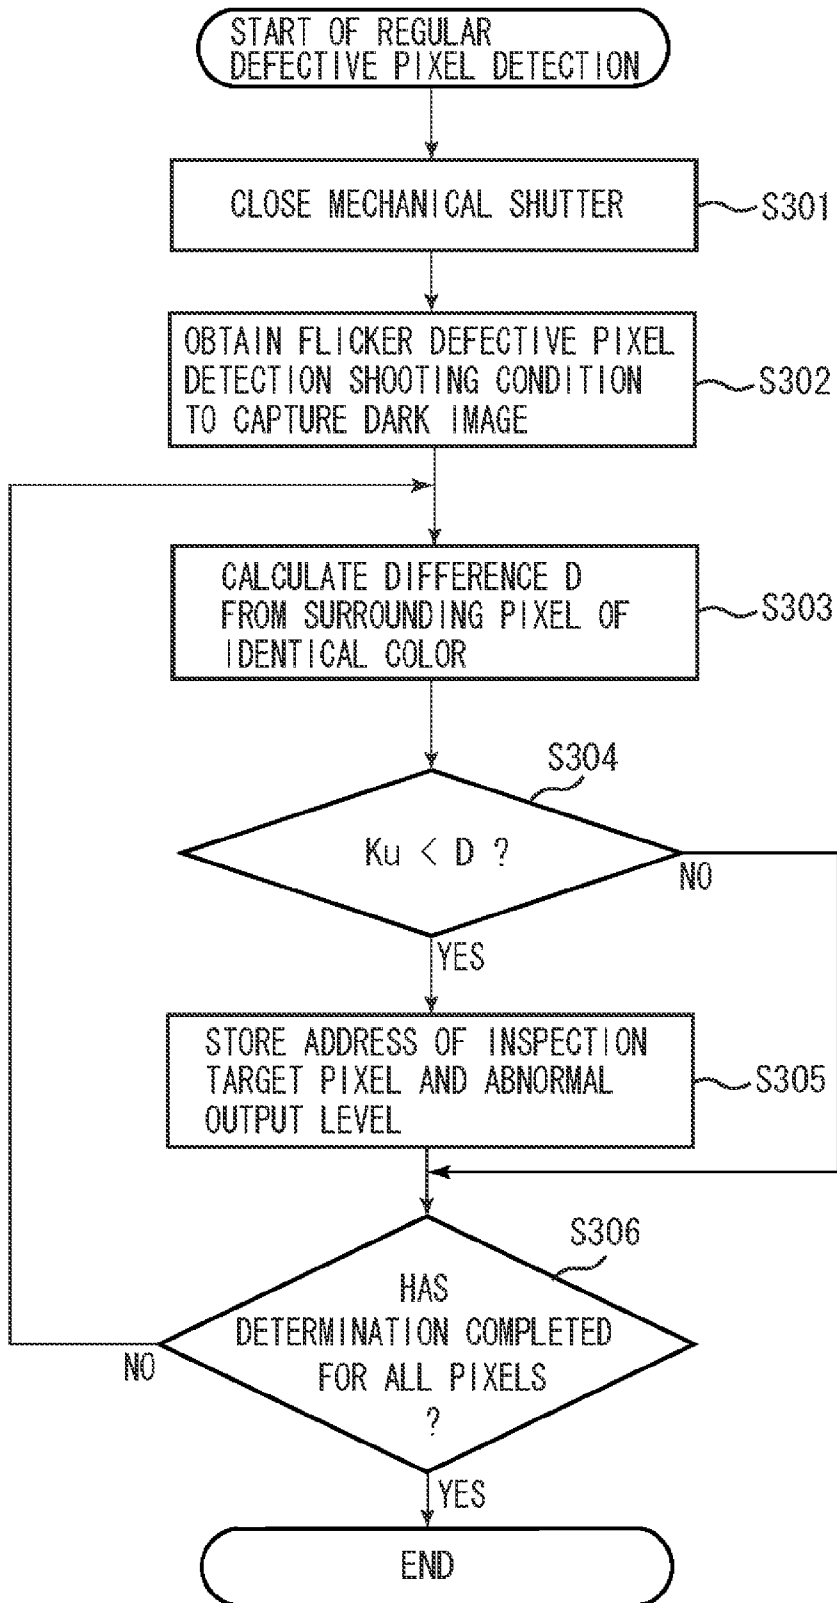 START OF REGULAR
DEFECTIVE PIXEL DETECTION
CLOSE MECHANICAL SHUTTER
S301
OBTAIN FLICKER DEFECTIVE PIXEL
DETECTION SHOOTING CONDITION
TO CAPTURE DARK IMAGE
S302
CALCULATE DIFFERENCE D
FROM SURROUNDING PIXEL OF
IDENTICAL COLOR
S303
S304
Ku < D ?
NO
YES
STORE ADDRESS OF INSPECTION
TARGET PIXEL AND ABNORMAL
OUTPUT LEVEL
S305
S306
HAS
DETERMINATION COMPLETED
FOR ALL PIXELS
?
NO
YES
END